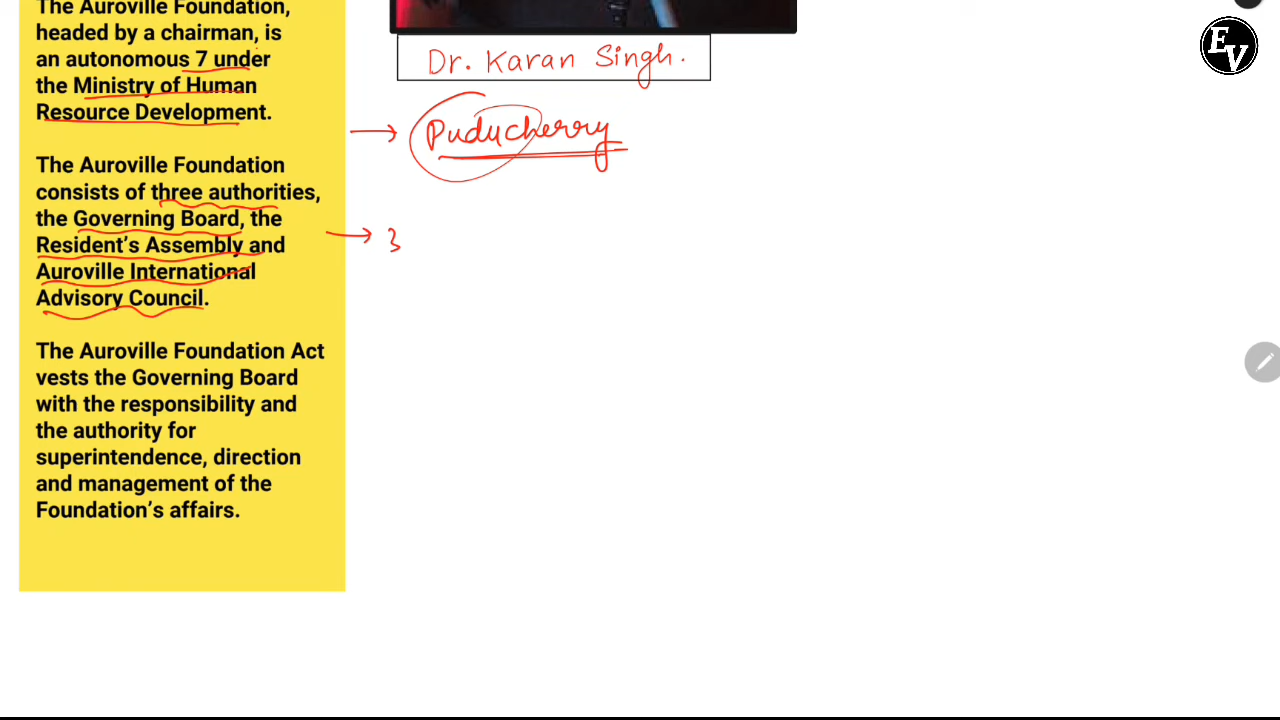 The Auroville Foundation,
headed by a chairman, is
an autonomous 7 under
the Ministry of Human
Resource Development.
The Auroville Foundation
consists of three authorities,
the Governing Board, the
Resident’s Assembly and
Auroville International
Advisory Council.
The Auroville Foundation Act
vests the Governing Board
with the responsibility and
the authority for
superintendence, direction
and management of the
Foundation’s affairs.
Dr. Karan Singh.
→ Puducherry
→ 3
EV